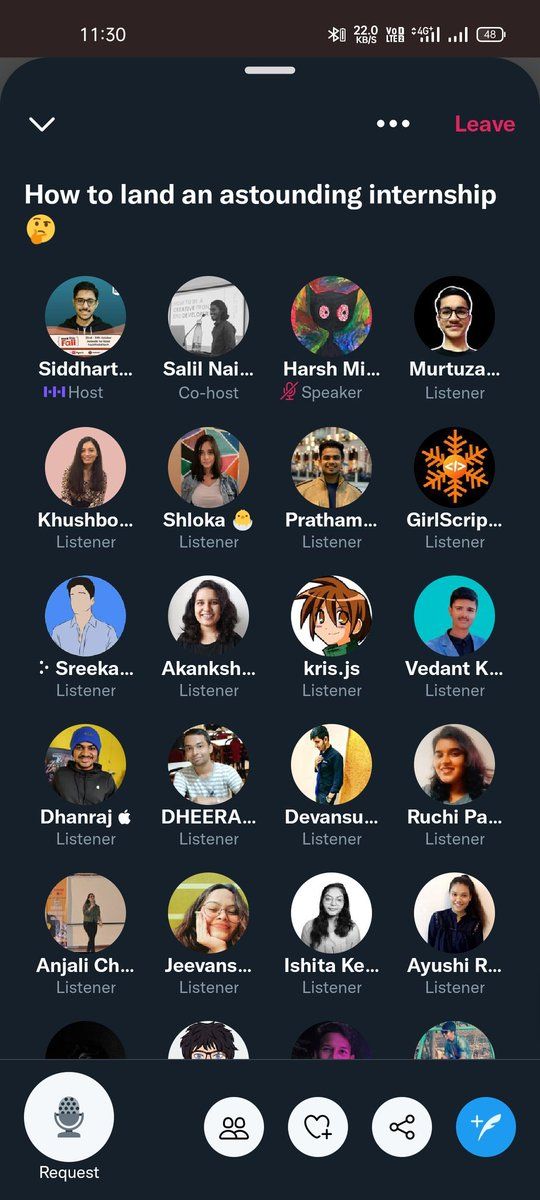 11:30
22.0
KB/S
VoD
LTE2
4G+
48
Leave
How to land an astounding internship
🤔
Siddhart... Salil Nai... Harsh Mi... Murtuza...
Host Co-host Speaker Listener
Khushbo... Shloka 🐣 Pratham... GirlScrip...
Listener Listener Listener Listener
Sreeka... Akanksh... kris.js Vedant K...
Listener Listener Listener Listener
Dhanraj DHEERA... Devansu... Ruchi Pa...
Listener Listener Listener Listener
Anjali Ch... Jeevans... Ishita Ke... Ayushi R...
Listener Listener Listener Listener
Request